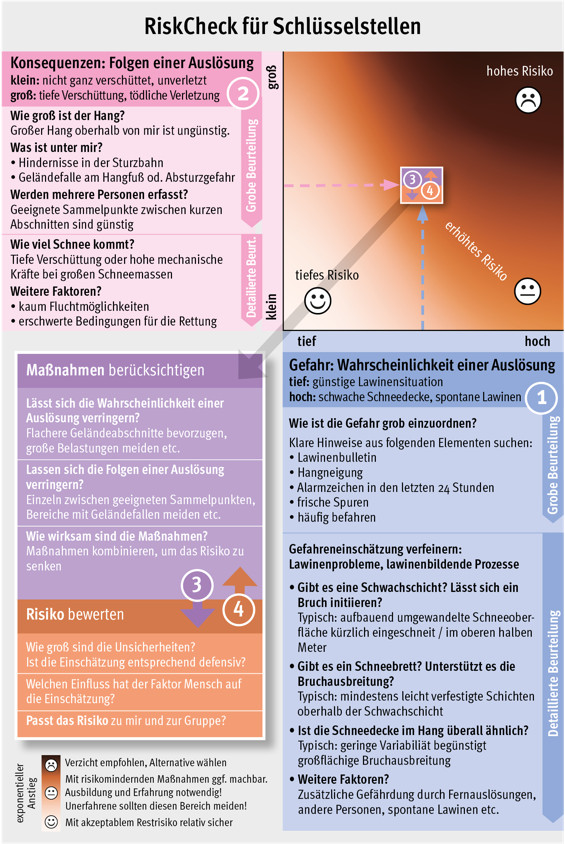 RiskCheck für Schlüsselstellen
Konsequenzen: Folgen einer Auslösung
klein: nicht ganz verschüttet, unverletzt
groß: tiefe Verschüttung, tödliche Verletzung
2
Wie groß ist der Hang?
Großer Hang oberhalb von mir ist ungünstig.
Was ist unter mir?
• Hindernisse in der Sturzbahn
• Geländefalle am Hangfuß od. Absturzgefahr
Werden mehrere Personen erfasst?
Geeignete Sammelpunkte zwischen kurzen
Abschnitten sind günstig
Grobe Beurteilung
Wie viel Schnee kommt?
Tiefe Verschüttung oder hohe mechanische
Kräfte bei großen Schneemassen
Weitere Faktoren?
• kaum Fluchtmöglichkeiten
• erschwerte Bedingungen für die Rettung
Detaillierte Beurt.
groß
klein
hohes Risiko
3
4
erhöhtes Risiko
tiefes Risiko
tief
hoch
Gefahr: Wahrscheinlichkeit einer Auslösung
tief: günstige Lawinensituation
hoch: schwache Schneedecke, spontane Lawinen
1
Wie ist die Gefahr grob einzuordnen?
Klare Hinweise aus folgenden Elementen suchen:
• Lawinenbulletin
• Hangneigung
• Alarmzeichen in den letzten 24 Stunden
• frische Spuren
• häufig befahren
Grobe Beurteilung
Gefahreneinschätzung verfeinern:
Lawinenprobleme, lawinenbildende Prozesse
• Gibt es eine Schwachschicht? Lässt sich ein
Bruch initiieren?
Typisch: aufbauend umgewandelte Schneeober-
fläche kürzlich eingeschneit / im oberen halben
Meter
• Gibt es ein Schneebrett? Unterstützt es die
Bruchausbreitung?
Typisch: mindestens leicht verfestigte Schichten
oberhalb der Schwachschicht
• Ist die Schneedecke im Hang überall ähnlich?
Typisch: geringe Variabiliät begünstigt
großflächige Bruchausbreitung
• Weitere Faktoren?
Zusätzliche Gefährdung durch Fernauslösungen,
andere Personen, spontane Lawinen etc.
Detaillierte Beurteilung
Maßnahmen berücksichtigen
Lässt sich die Wahrscheinlichkeit einer
Auslösung verringern?
Flachere Geländeabschnitte bevorzugen,
große Belastungen meiden etc.
Lassen sich die Folgen einer Auslösung
verringern?
Einzeln zwischen geeigneten Sammelpunkten,
Bereiche mit Geländefallen meiden etc.
Wie wirksam sind die Maßnahmen?
Maßnahmen kombinieren, um das Risiko zu
senken
3
4
Risiko bewerten
Wie groß sind die Unsicherheiten?
Ist die Einschätzung entsprechend defensiv?
Welchen Einfluss hat der Faktor Mensch auf
die Einschätzung?
Passt das Risiko zu mir und zur Gruppe?
exponentieller
Anstieg
Verzicht empfohlen, Alternative wählen
Mit risikomindernden Maßnahmen ggf. machbar.
Ausbildung und Erfahrung notwendig!
Unerfahrene sollten diesen Bereich meiden!
Mit akzeptablem Restrisiko relativ sicher